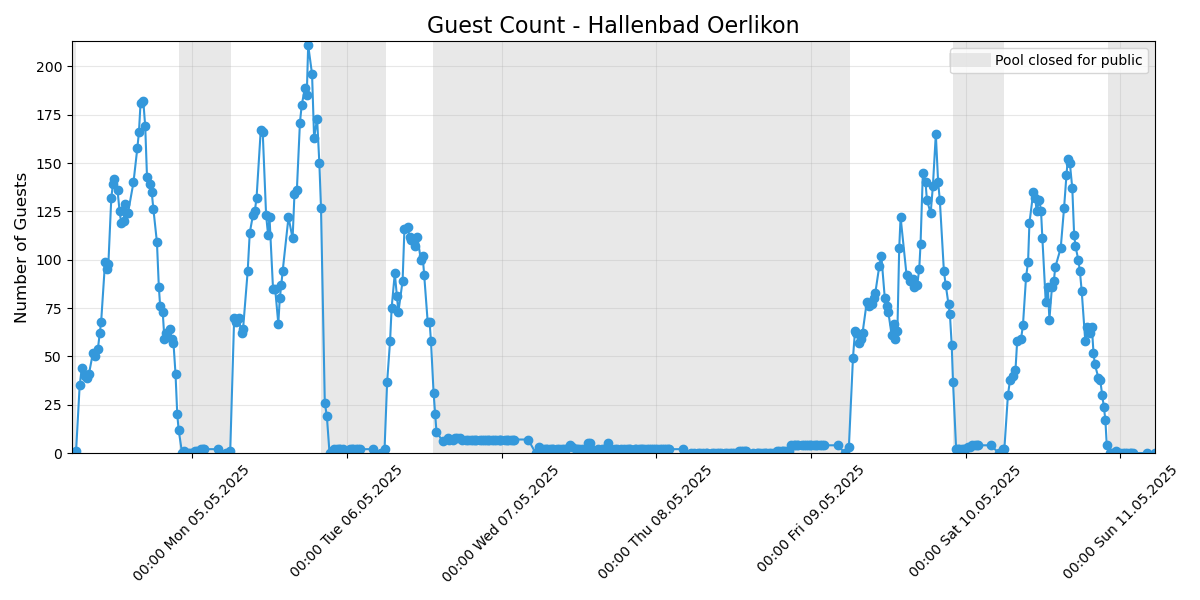 Guest Count - Hallenbad Oerlikon
Pool closed for public
Number of Guests
200
175
150
125
100
75
50
25
0
00:00 Mon 05.05.2025
00:00 Tue 06.05.2025
00:00 Wed 07.05.2025
00:00 Thu 08.05.2025
00:00 Fri 09.05.2025
00:00 Sat 10.05.2025
00:00 Sun 11.05.2025